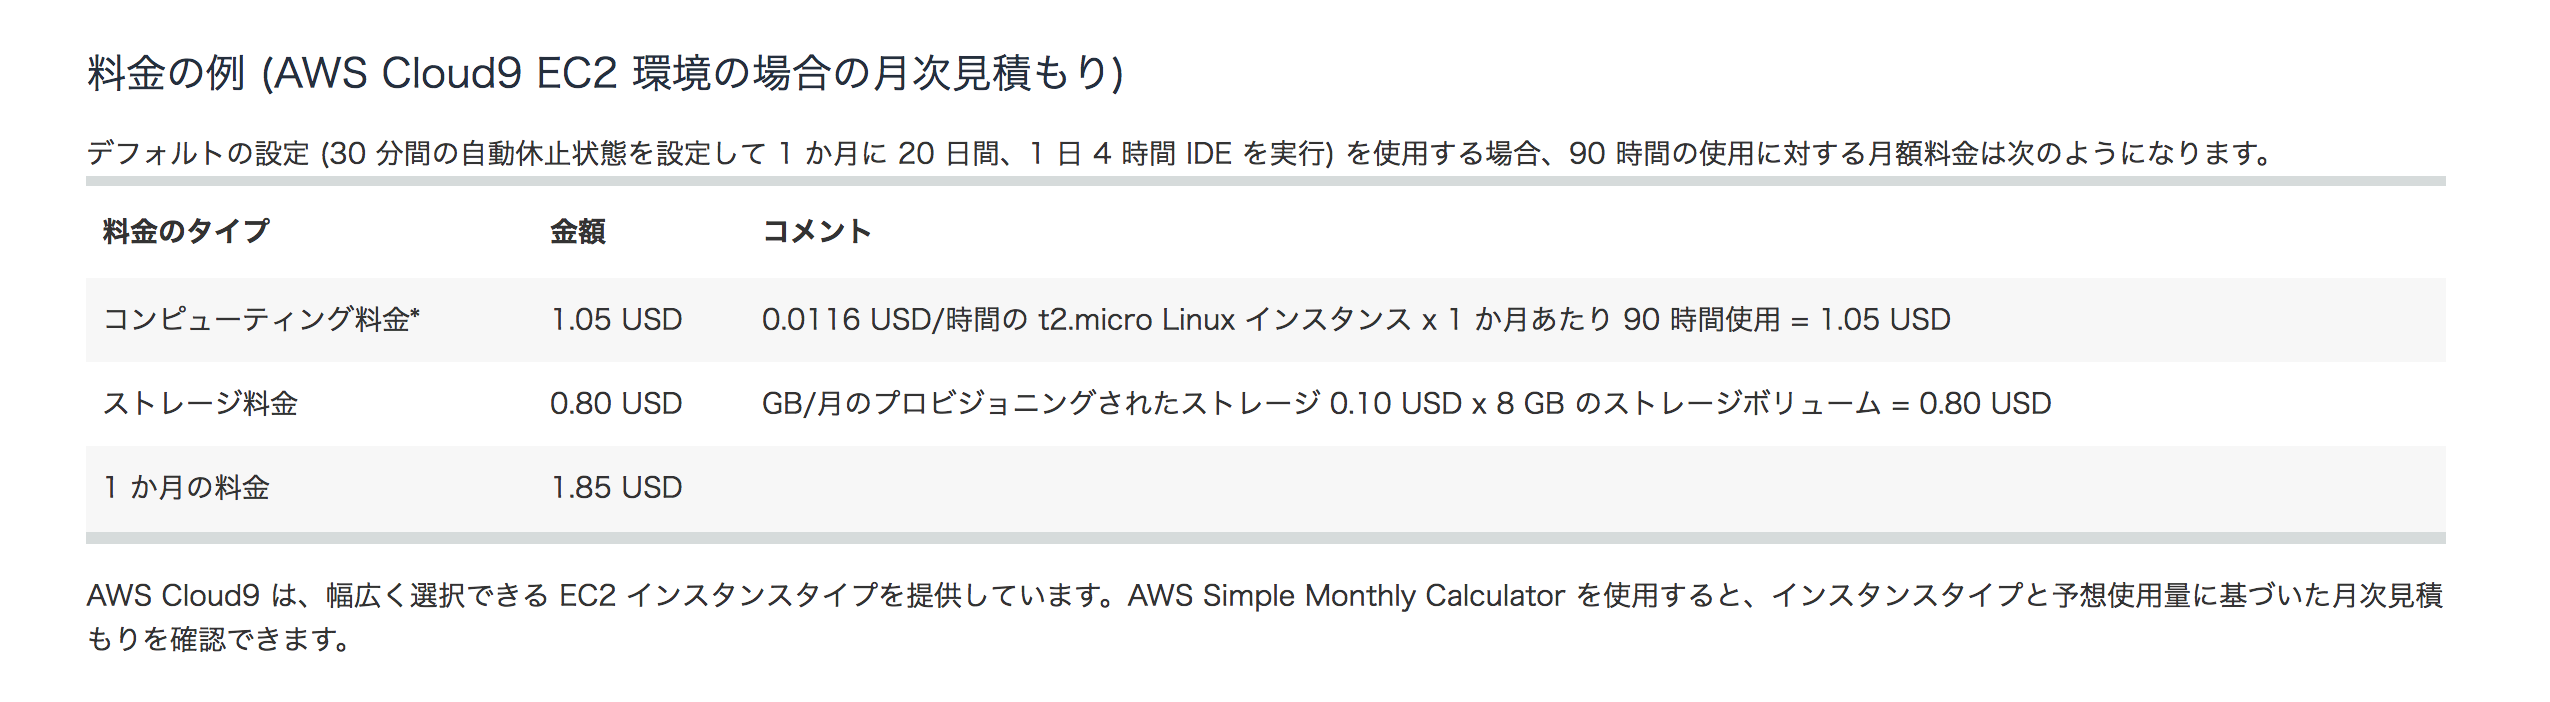 料金の例 (AWS Cloud9 EC2 環境の場合の月次見積もり)
デフォルトの設定 (30 分間の自動休止状態を設定して 1 か月に 20 日間、1 日 4 時間 IDE を実行) を使用する場合、90 時間の使用に対する月額料金は次のようになります。
料金のタイプ 金額 コメント
コンピューティング料金* 1.05 USD 0.0116 USD/時間の t2.micro Linux インスタンス x 1 か月あたり 90 時間使用 = 1.05 USD
ストレージ料金 0.80 USD GB/月のプロビジョニングされたストレージ 0.10 USD x 8 GB のストレージボリューム = 0.80 USD
1 か月の料金 1.85 USD
AWS Cloud9 は、幅広く選択できる EC2 インスタンスタイプを提供しています。AWS Simple Monthly Calculator を使用すると、インスタンスタイプと予想使用量に基づいた月次見積
もりを確認できます。